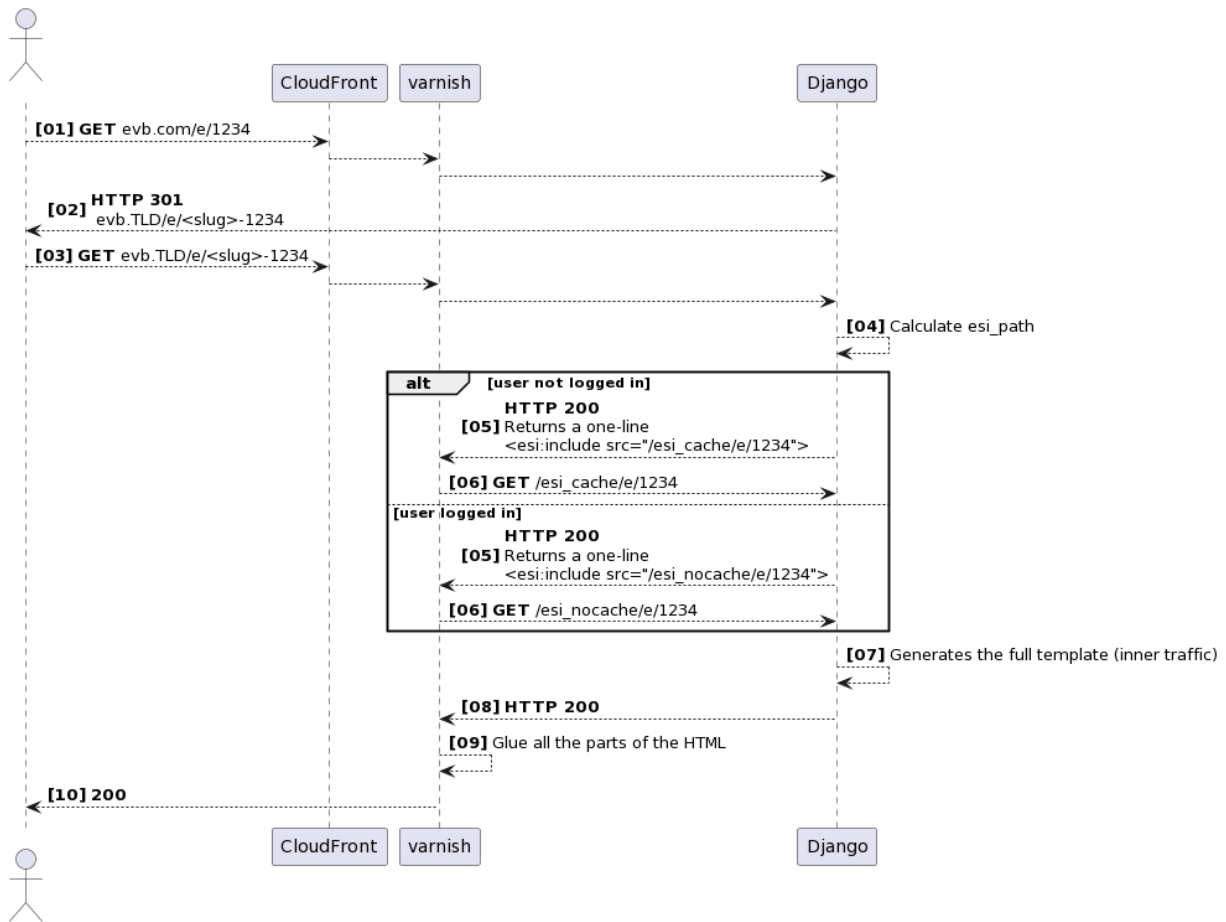 CloudFront varnish Django
[01] GET evb.com/e/1234
HTTP 301
[02]
evb.TLD/e/<slug>-1234
[03] GET evb.TLD/e/<slug>-1234
[04] Calculate esi_path
alt [user not logged in]
HTTP 200
[05] Returns a one-line
<esi:include src="/esi_cache/e/1234">
[06] GET /esi_cache/e/1234
[user logged in]
HTTP 200
[05] Returns a one-line
<esi:include src="/esi_nocache/e/1234">
[06] GET /esi_nocache/e/1234
[07] Generates the full template (inner traffic)
[08] HTTP 200
[09] Glue all the parts of the HTML
[10] 200
CloudFront varnish Django